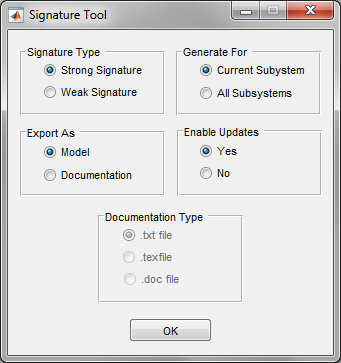 Signature Tool
Signature Type
Strong Signature
Weak Signature
Generate For
Current Subystem
All Subsystems
Export As
Model
Documentation
Enable Updates
Yes
No
Documentation Type
.txt file
.texfile
.doc file
OK